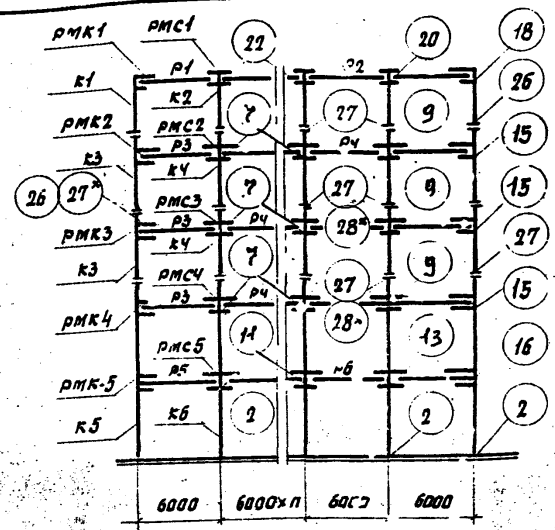 РМК1 РМС1 22 20 18
К1 Р1 К2 Р2 26
РМК2 РМС2 7 27 9
К3 Р3 К4 Р4 15
26 27* РМС3 7 27 9 15
РМК3 Р3 К4 Р4 28* 27
К3 РМС4 7 27 9
РМК4 Р3 Р4 28* 15
РМС5 11 13 16
РМК-5 Р5
К5 К6 2 2 2
6000 6000хп 6000